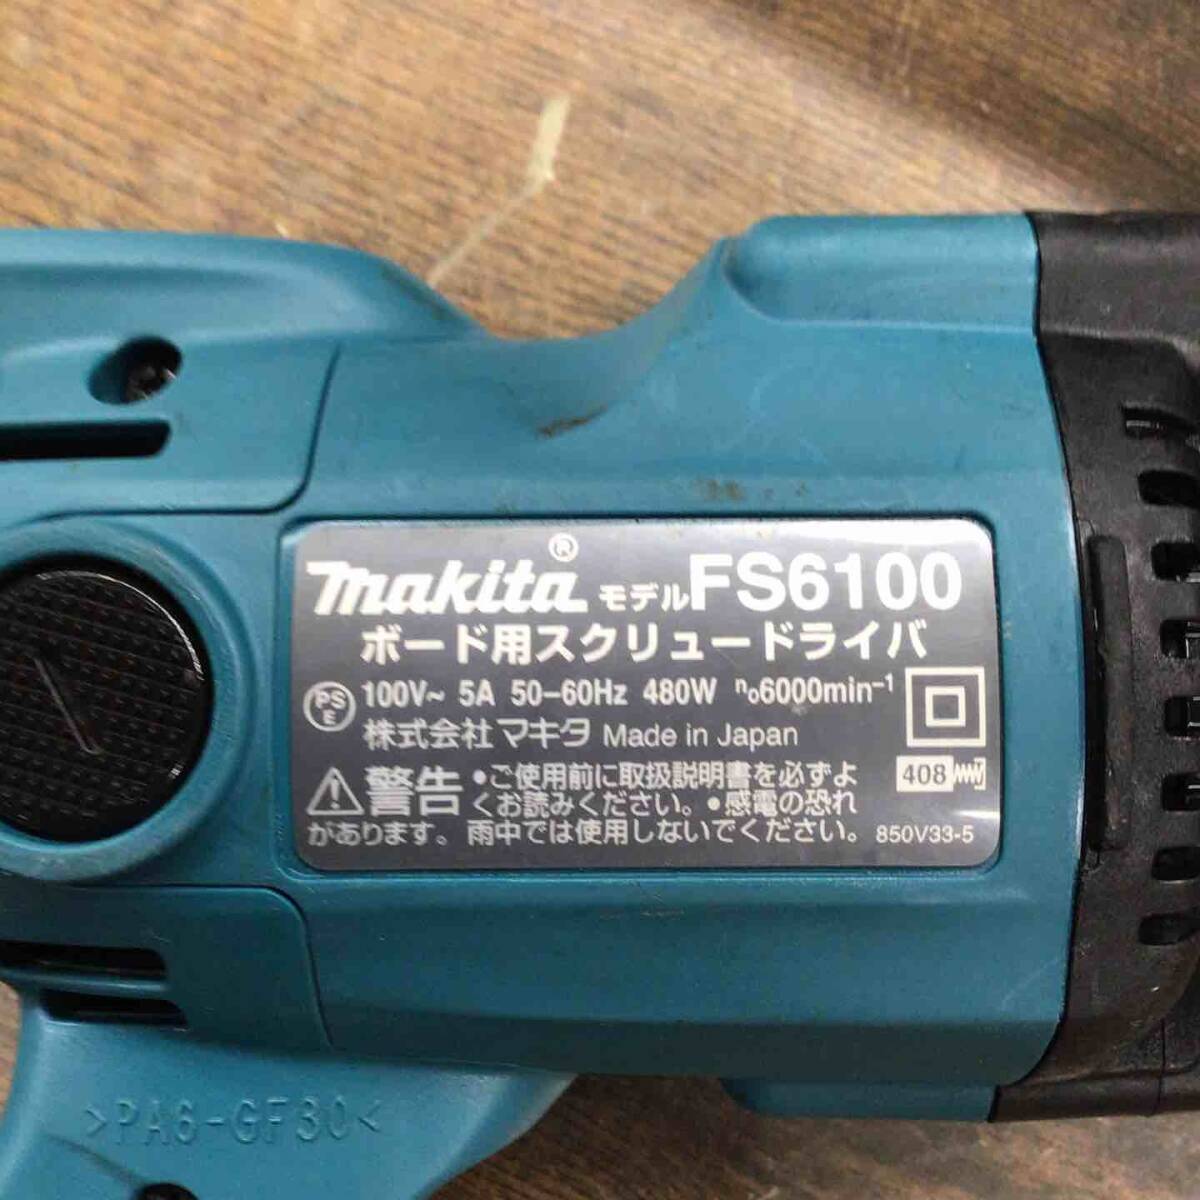 makita® モデルFS6100
ボード用スクリュードライバ
PSE 100V~ 5A 50-60Hz 480W n₀6000min⁻¹
株式会社マキタ Made in Japan
408
警告 •ご使用前に取扱説明書を必ずよ
くお読みください。•感電の恐れ
があります。雨中では使用しないでください。 850V33-5
>PA6-GF30<